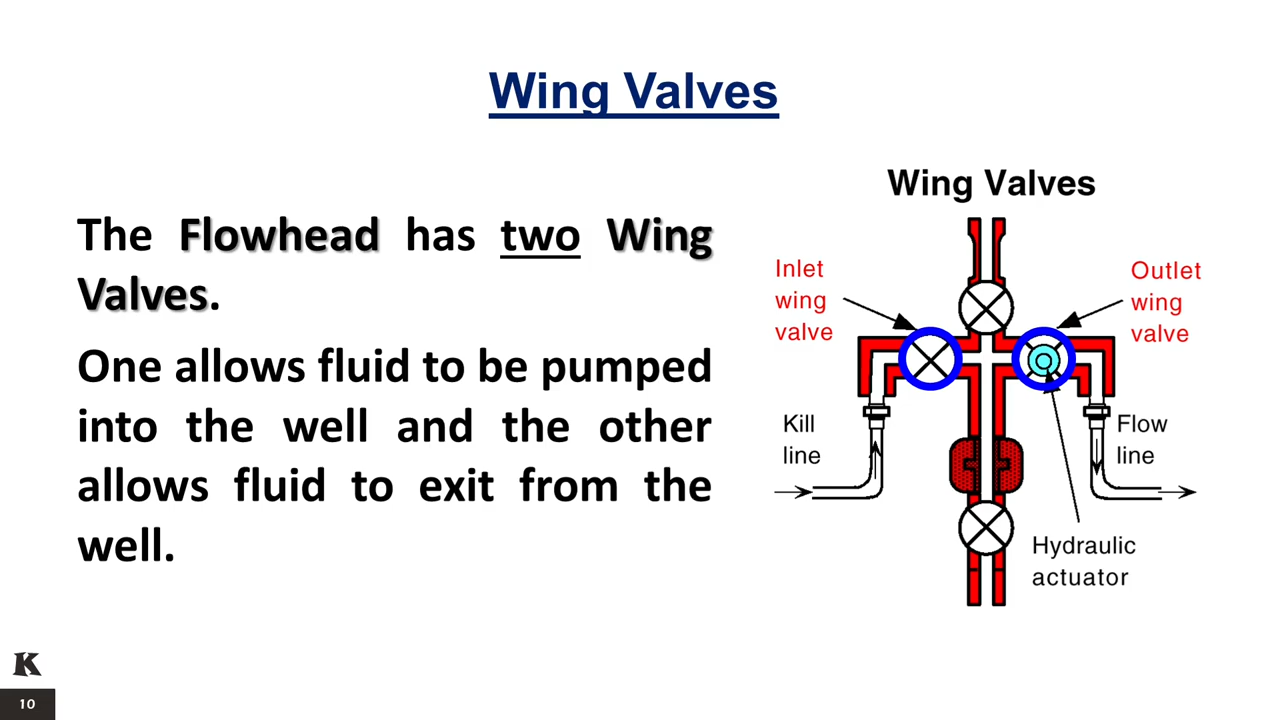 Wing Valves
The Flowhead has two Wing
Valves.
One allows fluid to be pumped
into the well and the other
allows fluid to exit from the
well.
Wing Valves
Inlet
wing
valve
Outlet
wing
valve
Kill
line
Flow
line
Hydraulic
actuator
K
10